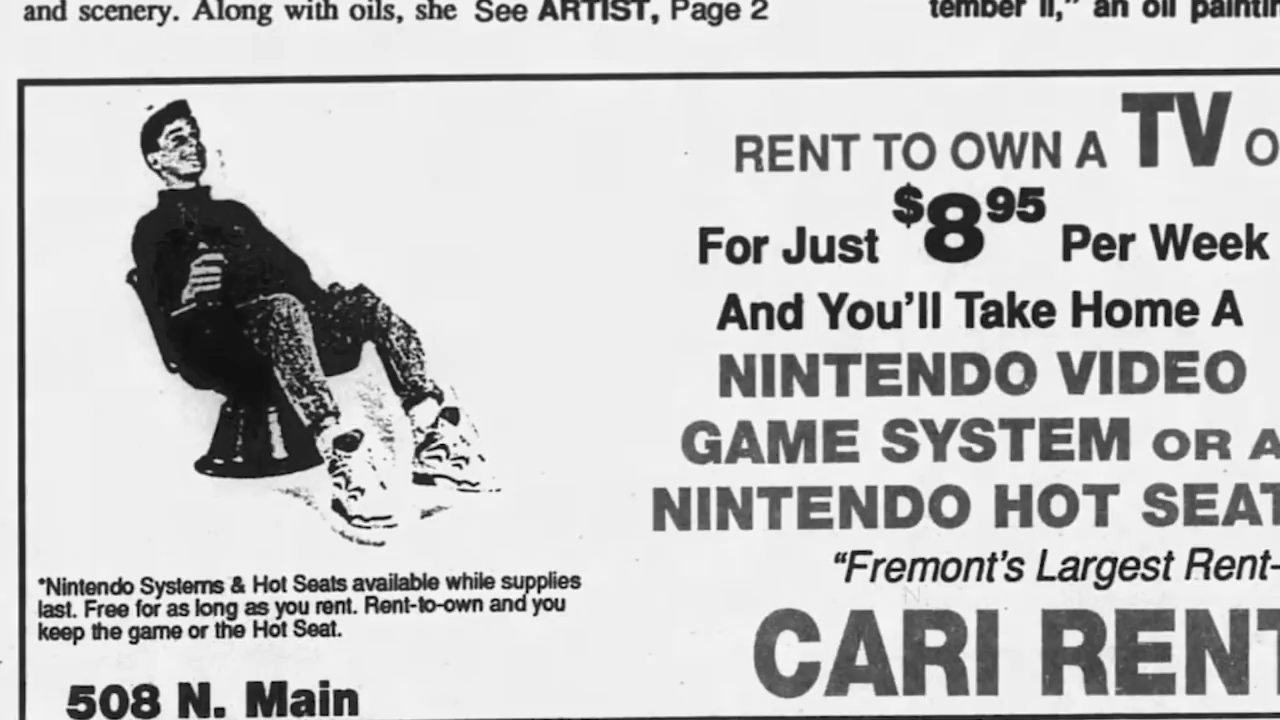 and scenery. Along with oils, she See ARTIST, Page 2
tember II," an oil paintin
RENT TO OWN A TV O
For Just $8 95 Per Week
And You'll Take Home A
NINTENDO VIDEO
GAME SYSTEM OR A
NINTENDO HOT SEAT
"Fremont's Largest Rent-
CARI RENT
*Nintendo Systems & Hot Seats available while supplies
last. Free for as long as you rent. Rent-to-own and you
keep the game or the Hot Seat.
508 N. Main